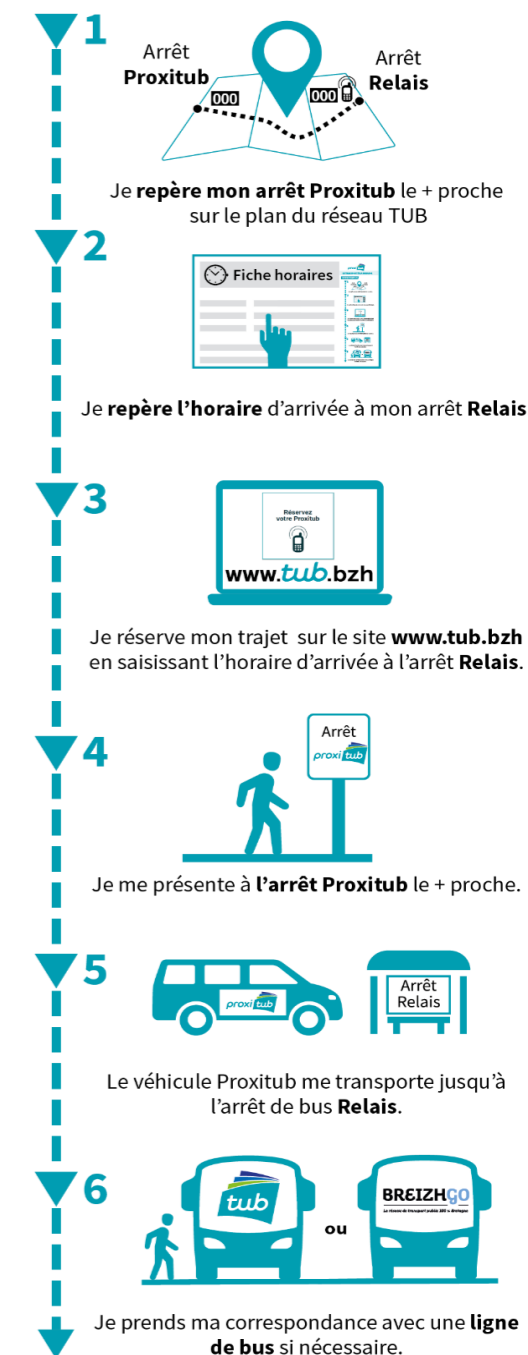 1
Arrêt
Proxitub
Arrêt
Relais
000
000
Je repère mon arrêt Proxitub le + proche
sur le plan du réseau TUB
2
Fiche horaires
Je repère l'horaire d'arrivée à mon arrêt Relais
3
Réservez
votre Proxitub
www.tub.bzh
Je réserve mon trajet sur le site www.tub.bzh
en saisissant l'horaire d'arrivée à l'arrêt Relais.
4
Arrêt
proxitub
Je me présente à l'arrêt Proxitub le + proche.
5
proxitub
Arrêt
Relais
Le véhicule Proxitub me transporte jusqu'à
l'arrêt de bus Relais.
6
tub
ou
BREIZHGO
Je prends ma correspondance avec une ligne
de bus si nécessaire.